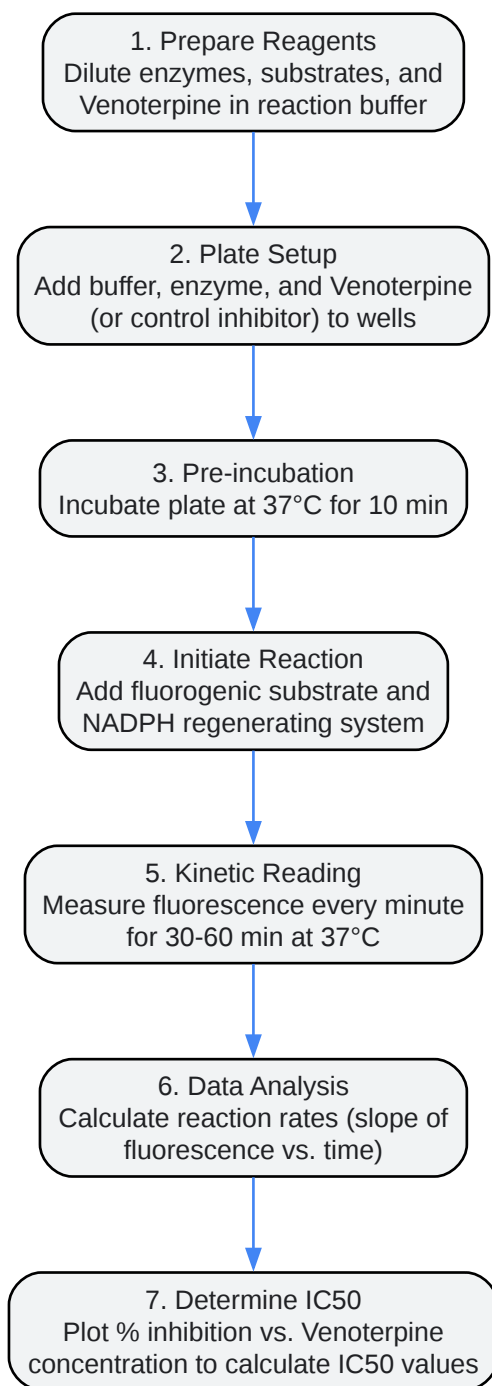 1. Prepare Reagents
Dilute enzymes, substrates, and
Venoterpine in reaction buffer
2. Plate Setup
Add buffer, enzyme, and Venoterpine
(or control inhibitor) to wells
3. Pre-incubation
Incubate plate at 37°C for 10 min
4. Initiate Reaction
Add fluorogenic substrate and
NADPH regenerating system
5. Kinetic Reading
Measure fluorescence every minute
for 30-60 min at 37°C
6. Data Analysis
Calculate reaction rates (slope of
fluorescence vs. time)
7. Determine IC50
Plot % inhibition vs. Venoterpine
concentration to calculate IC50 values